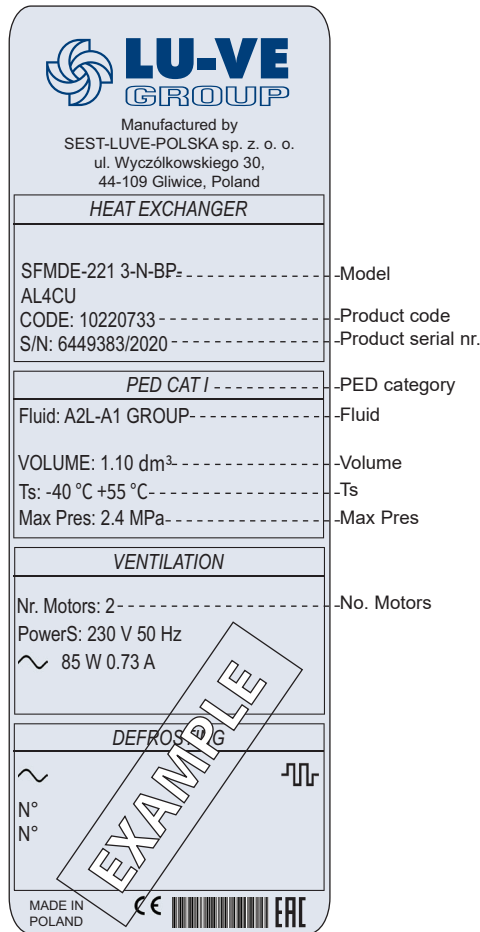 LU-VE
GROUP
Manufactured by
SEST-LUVE-POLSKA sp. z. o. o.
ul. Wyczólkowskiego 30,
44-109 Gliwice, Poland
HEAT EXCHANGER
SFMDE-221 3-N-BP- Model
AL4CU
CODE: 10220733 Product code
S/N: 6449383/2020 Product serial nr.
PED CAT I PED category
Fluid: A2L-A1 GROUP Fluid
VOLUME: 1.10 dm³ Volume
Ts: -40 °C +55 °C Ts
Max Pres: 2.4 MPa Max Pres
VENTILATION
Nr. Motors: 2 No. Motors
PowerS: 230 V 50 Hz
85 W 0.73 A
DEFROSTING
EXAMPLE
N°
N°
MADE IN
POLAND
CE
EAC